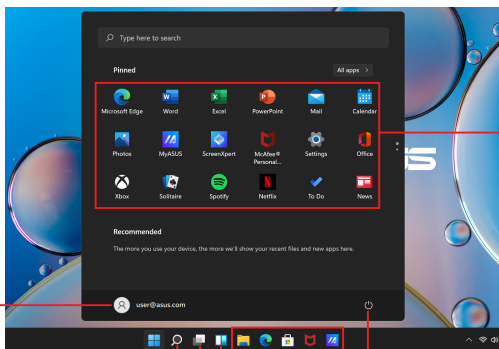 Type here to search
Pinned
All apps >
Microsoft Edge Word Excel PowerPoint Mail Calendar
Photos MyASUS ScreenXpert McAfee® Personal... Settings Office
Xbox Solitaire Spotify Netflix To Do News
Recommended
The more you use your device, the more we'll show your recent files and new apps here.
user@asus.com